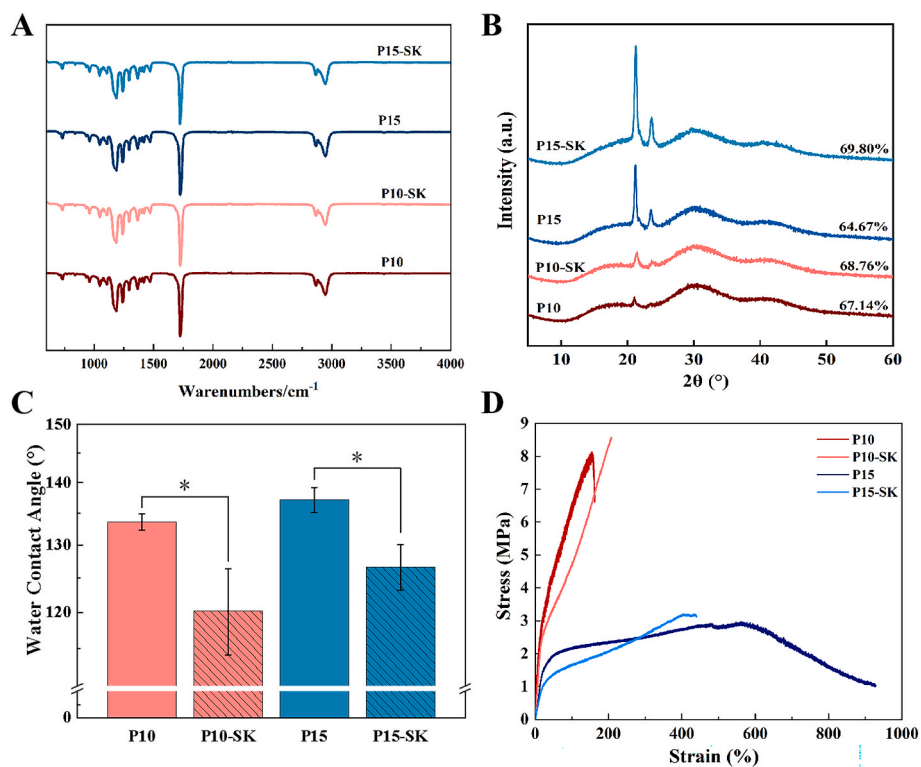 A
P15-SK
P15
P10-SK
P10
1000 1500 2000 2500 3000 3500 4000
Warenumbers/cm-1
B
Intensity (a.u.)
P15-SK
69.80%
P15
64.67%
P10-SK
68.76%
P10
67.14%
10 20 30 40 50 60
2θ (°)
C
Water Contact Angle (°)
150
140
130
120
0
*
*
P10 P10-SK P15 P15-SK
D
Stress (MPa)
9
8
7
6
5
4
3
2
1
0
P10
P10-SK
P15
P15-SK
0 200 400 600 800 1000
Strain (%)